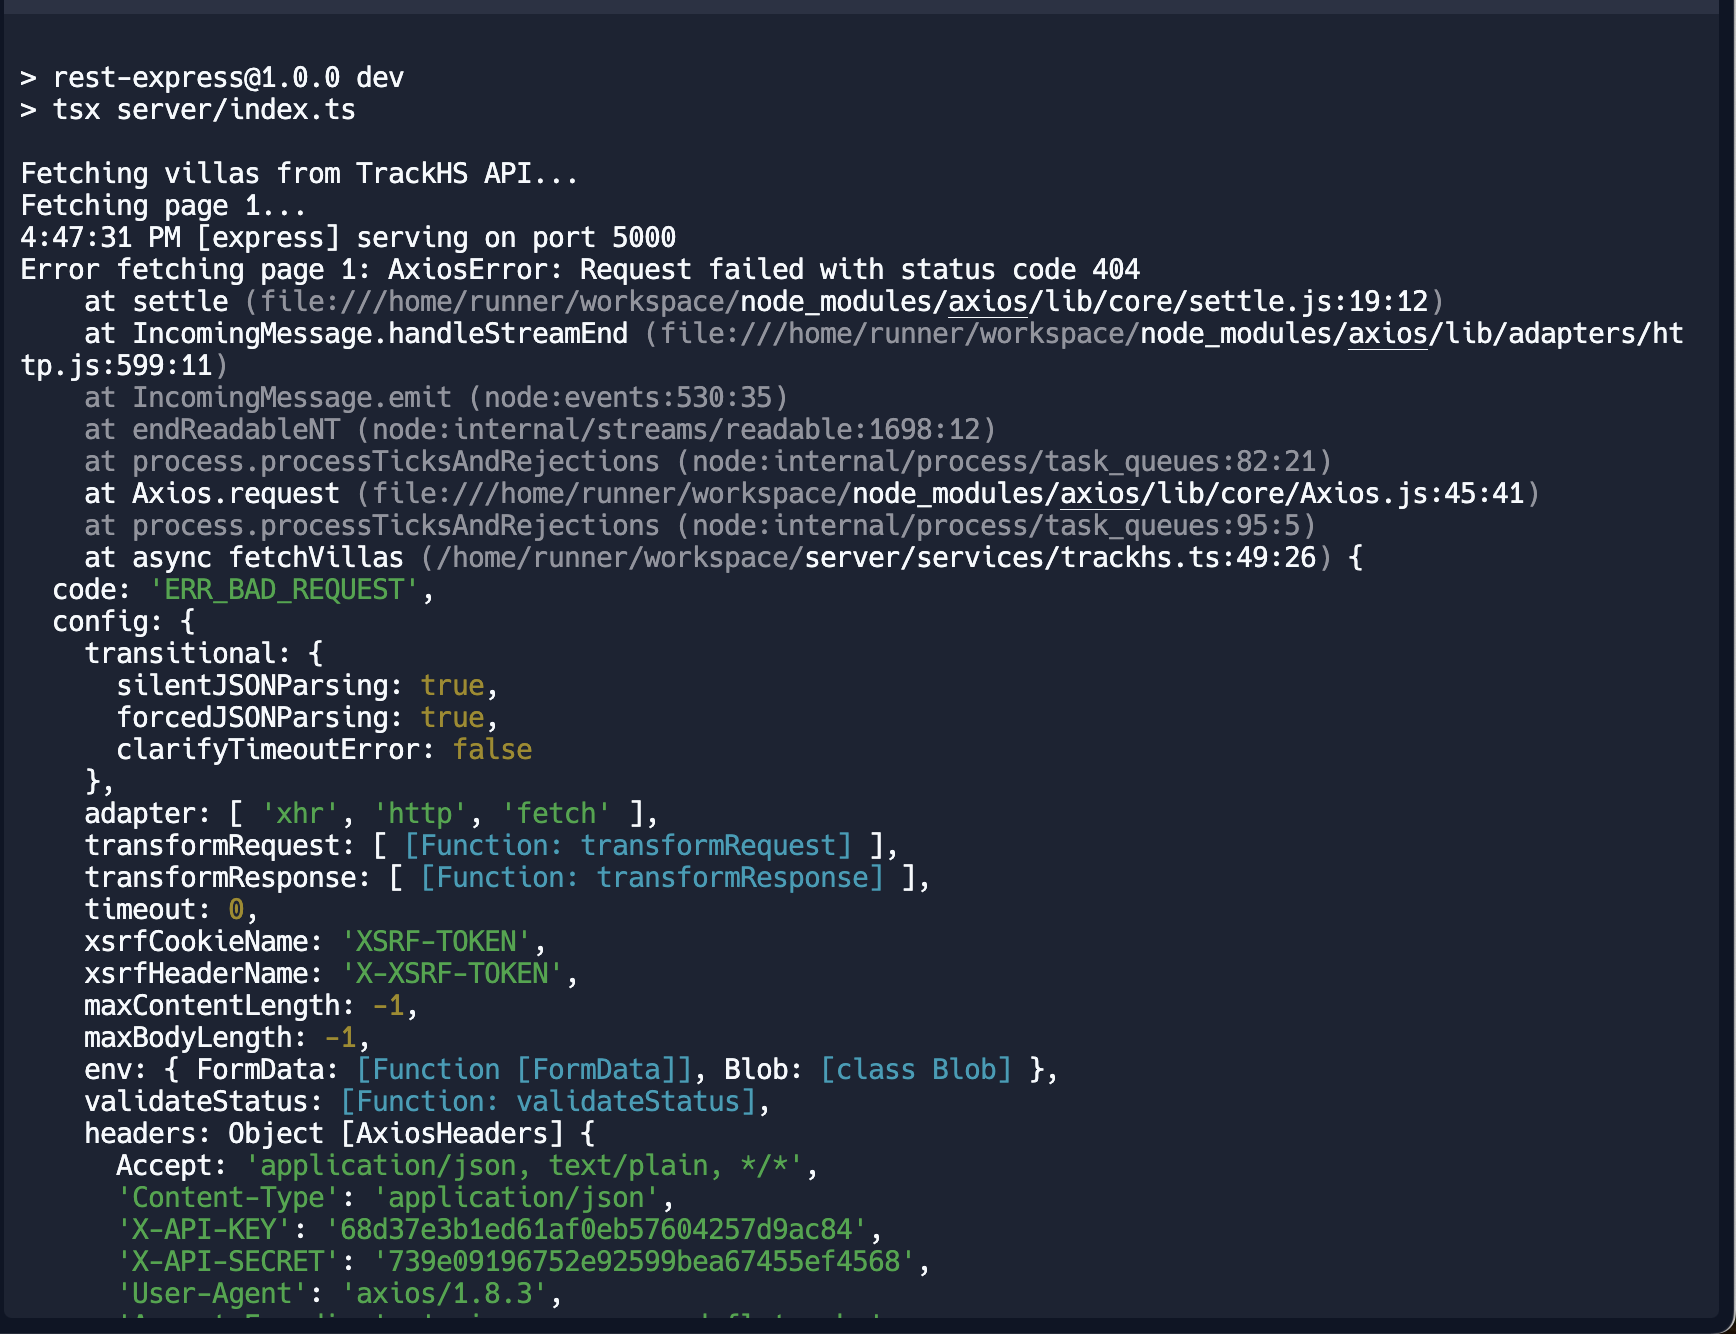 > rest-express@1.0.0 dev
> tsx server/index.ts
Fetching villas from TrackHS API...
Fetching page 1...
4:47:31 PM [express] serving on port 5000
Error fetching page 1: AxiosError: Request failed with status code 404
    at settle (file:///home/runner/workspace/node_modules/axios/lib/core/settle.js:19:12)
    at IncomingMessage.handleStreamEnd (file:///home/runner/workspace/node_modules/axios/lib/adapters/ht
tp.js:599:11)
    at IncomingMessage.emit (node:events:530:35)
    at endReadableNT (node:internal/streams/readable:1698:12)
    at process.processTicksAndRejections (node:internal/process/task_queues:82:21)
    at Axios.request (file:///home/runner/workspace/node_modules/axios/lib/core/Axios.js:45:41)
    at process.processTicksAndRejections (node:internal/process/task_queues:95:5)
    at async fetchVillas (/home/runner/workspace/server/services/trackhs.ts:49:26) {
  code: 'ERR_BAD_REQUEST',
  config: {
    transitional: {
      silentJSONParsing: true,
      forcedJSONParsing: true,
      clarifyTimeoutError: false
    },
    adapter: [ 'xhr', 'http', 'fetch' ],
    transformRequest: [ [Function: transformRequest] ],
    transformResponse: [ [Function: transformResponse] ],
    timeout: 0,
    xsrfCookieName: 'XSRF-TOKEN',
    xsrfHeaderName: 'X-XSRF-TOKEN',
    maxContentLength: -1,
    maxBodyLength: -1,
    env: { FormData: [Function [FormData]], Blob: [class Blob] },
    validateStatus: [Function: validateStatus],
    headers: Object [AxiosHeaders] {
      Accept: 'application/json, text/plain, */*',
      'Content-Type': 'application/json',
      'X-API-KEY': '68d37e3b1ed61af0eb57604257d9ac84',
      'X-API-SECRET': '739e09196752e92599bea67455ef4568',
      'User-Agent': 'axios/1.8.3',